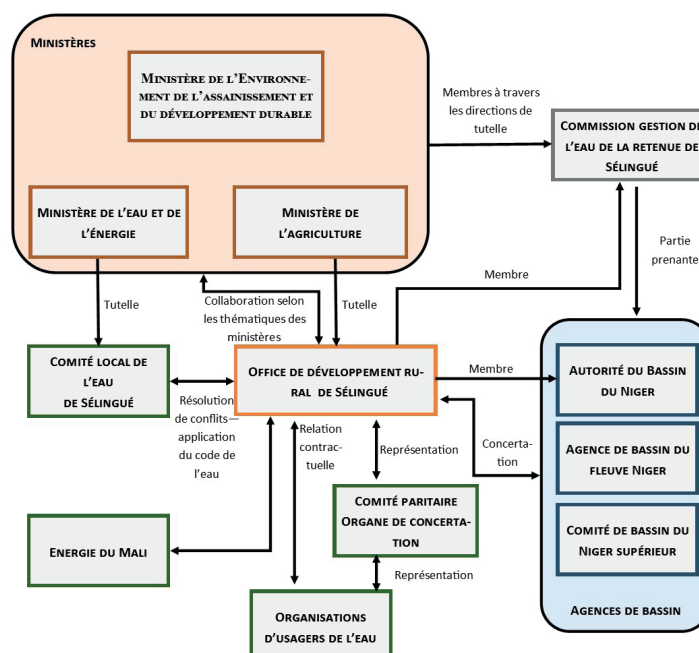 MINISTÈRES
MINISTÈRE DE L'ENVIRONNE-
MENT DE L'ASSAINISSEMENT ET
DU DÉVELOPPEMENT DURABLE
MINISTÈRE DE L'EAU ET DE
L'ÉNERGIE
MINISTÈRE DE
L'AGRICULTURE
Membres à travers
les directions de
tutelle
COMMISSION GESTION DE
L'EAU DE LA RETENUE DE
SÉLINGUÉ
Partie
prenante
Membre
Tutelle
Collaboration selon
les thématiques des
ministères
Tutelle
COMITÉ LOCAL DE
L'EAU
DE SÉLINGUÉ
Résolution
de conflits—
application
du code de
l'eau
OFFICE DE DÉVELOPPEMENT RU-
RAL DE SÉLINGUÉ
Membre
Relation
contrac-
tuelle
Représentation
Concerta-
tion
AUTORITÉ DU BASSIN
DU NIGER
AGENCE DE BASSIN DU
FLEUVE NIGER
COMITÉ DE BASSIN DU
NIGER SUPÉRIEUR
AGENCES DE BASSIN
COMITÉ PARITAIRE
ORGANE DE CONCERTA-
TION
ENERGIE DU MALI
Représentation
ORGANISATIONS
D'USAGERS DE L'EAU